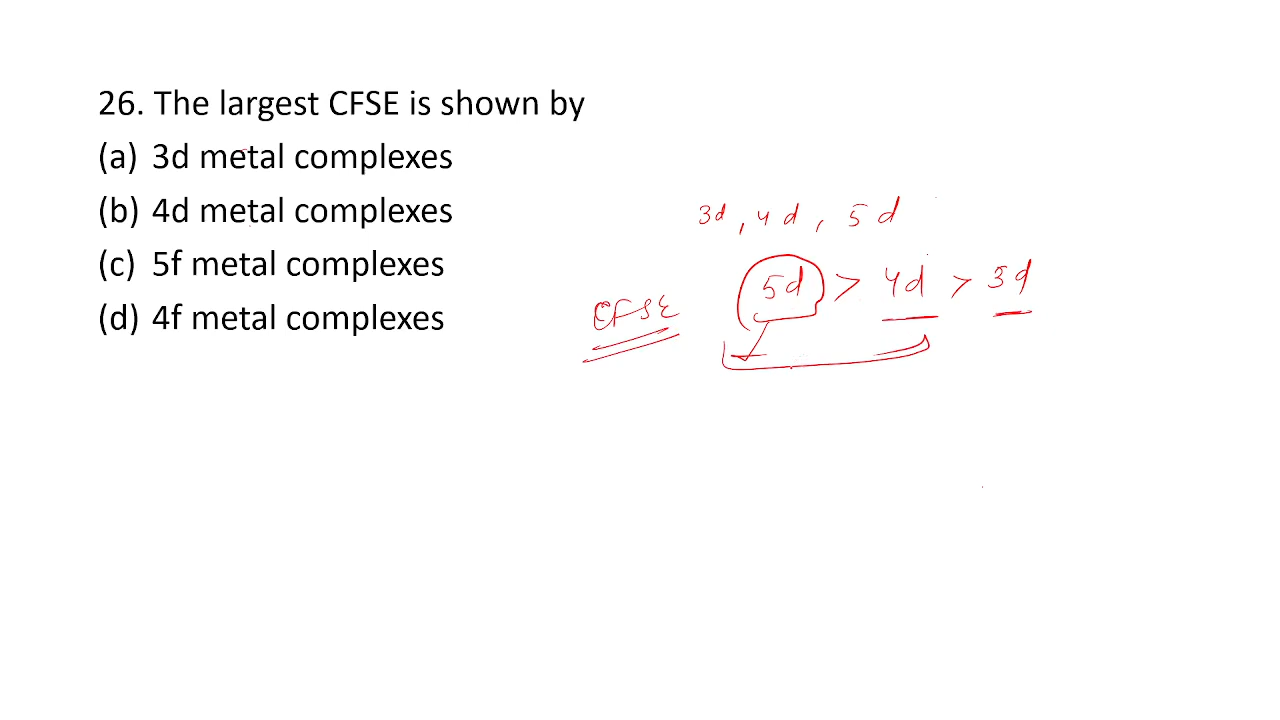 26. The largest CFSE is shown by
(a) 3d metal complexes
(b) 4d metal complexes
(c) 5f metal complexes
(d) 4f metal complexes
3d, 4d, 5d
CFSE 5d > 4d > 3d